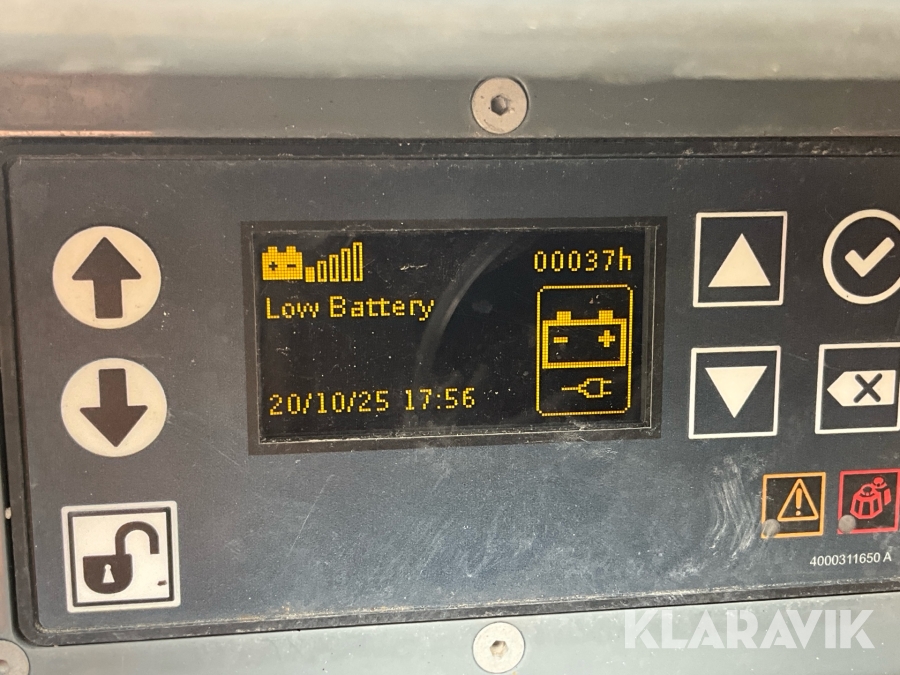 00037h
Low Battery
20/10/25 17:56
4000311650 A
KLARAVIK